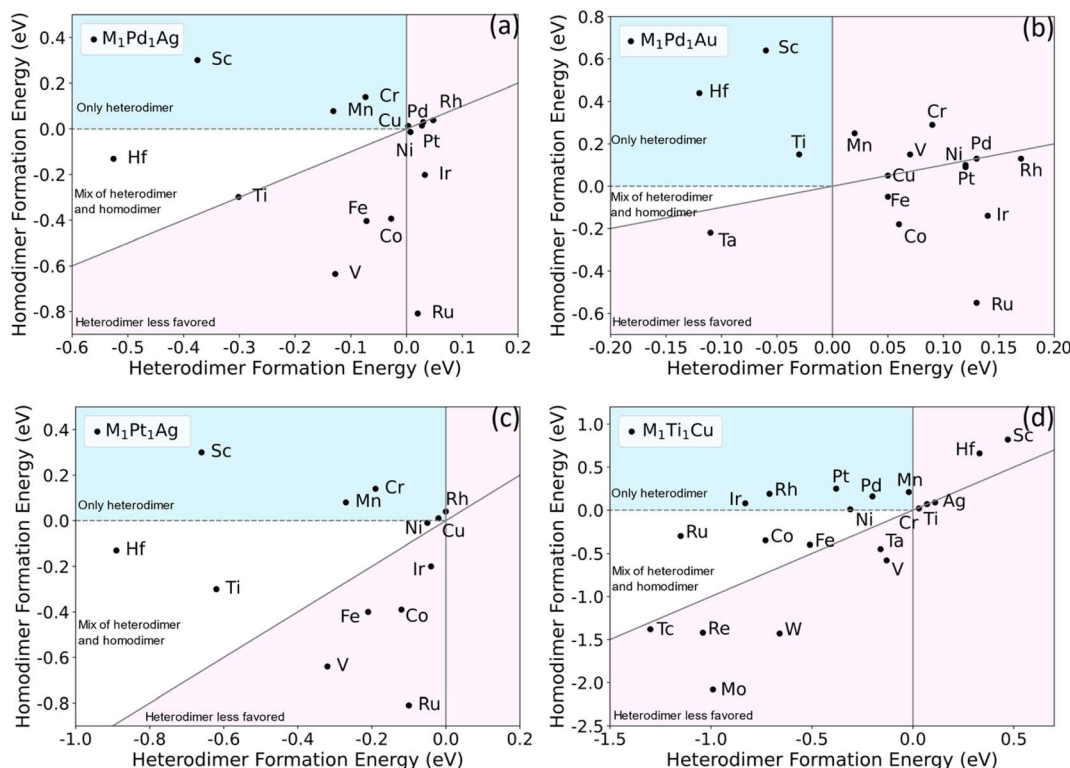 (a)
M₁Pd₁Ag
Sc
Cr
Mn
Only heterodimer
Cu
Pd
Rh
Ni
Pt
Hf
Ir
Mix of heterodimer
and homodimer
Ti
Fe
Co
V
Ru
Heterodimer less favored
0.4
0.2
0.0
-0.2
-0.4
-0.6
-0.8
-0.6 -0.5 -0.4 -0.3 -0.2 -0.1 0.0 0.1 0.2
Homodimer Formation Energy (eV)
Heterodimer Formation Energy (eV)
(b)
M₁Pd₁Au
Sc
Hf
Cr
Only heterodimer
Ti
Mn
V
Ni
Pd
Pt
Rh
Cu
Mix of heterodimer
and homodimer
Fe
Ta
Co
Ir
Ru
Heterodimer less favored
0.8
0.6
0.4
0.2
0.0
-0.2
-0.4
-0.6
-0.20 -0.15 -0.10 -0.05 0.00 0.05 0.10 0.15 0.20
Homodimer Formation Energy (eV)
Heterodimer Formation Energy (eV)
(c)
M₁Pt₁Ag
Sc
Cr
Mn
Rh
Only heterodimer
Ni
Cu
Hf
Ir
Ti
Mix of heterodimer
and homodimer
Fe
Co
V
Ru
Heterodimer less favored
0.4
0.2
0.0
-0.2
-0.4
-0.6
-0.8
-1.0 -0.8 -0.6 -0.4 -0.2 0.0 0.2
Homodimer Formation Energy (eV)
Heterodimer Formation Energy (eV)
(d)
M₁Ti₁Cu
Sc
Hf
Pt
Mn
Rh
Pd
Only heterodimer
Ir
Ag
Ni
Cr
Ti
Ru
Co
Fe
Ta
V
Mix of heterodimer
and homodimer
Tc
Re
W
Mo
Heterodimer less favored
1.0
0.5
0.0
-0.5
-1.0
-1.5
-2.0
-2.5
-1.5 -1.0 -0.5 0.0 0.5
Homodimer Formation Energy (eV)
Heterodimer Formation Energy (eV)